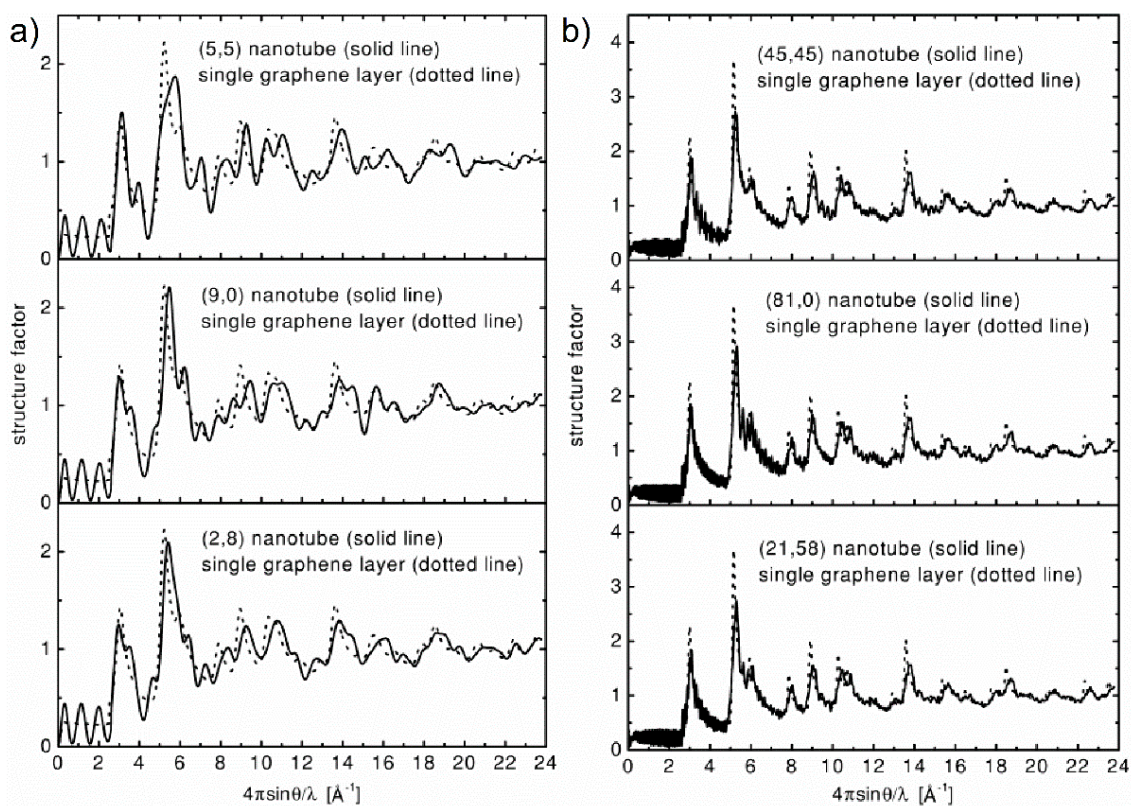 a)
structure factor
2
1
0
(5,5) nanotube (solid line)
single graphene layer (dotted line)
2
1
0
(9,0) nanotube (solid line)
single graphene layer (dotted line)
2
1
0
(2,8) nanotube (solid line)
single graphene layer (dotted line)
0 2 4 6 8 10 12 14 16 18 20 22 24
4πsinθ/λ [Å⁻¹]
b)
structure factor
4
3
2
1
0
(45,45) nanotube (solid line)
single graphene layer (dotted line)
4
3
2
1
0
(81,0) nanotube (solid line)
single graphene layer (dotted line)
4
3
2
1
0
(21,58) nanotube (solid line)
single graphene layer (dotted line)
0 2 4 6 8 10 12 14 16 18 20 22 24
4πsinθ/λ [Å⁻¹]